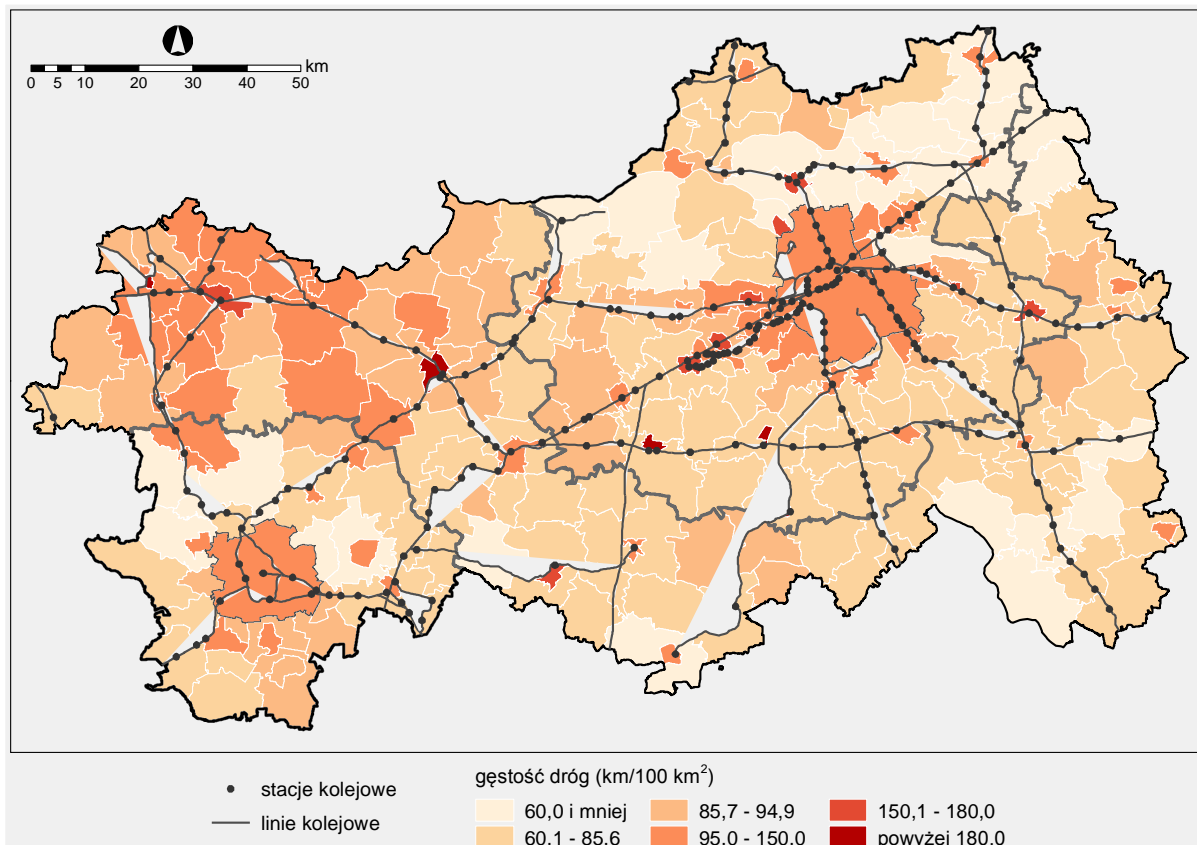 0 5 10 20 30 40 50 km
gęstość dróg (km/100 km²)
stacje kolejowe
linie kolejowe
60,0 i mniej
60,1 - 85,6
85,7 - 94,9
95,0 - 150,0
150,1 - 180,0
powyżej 180,0